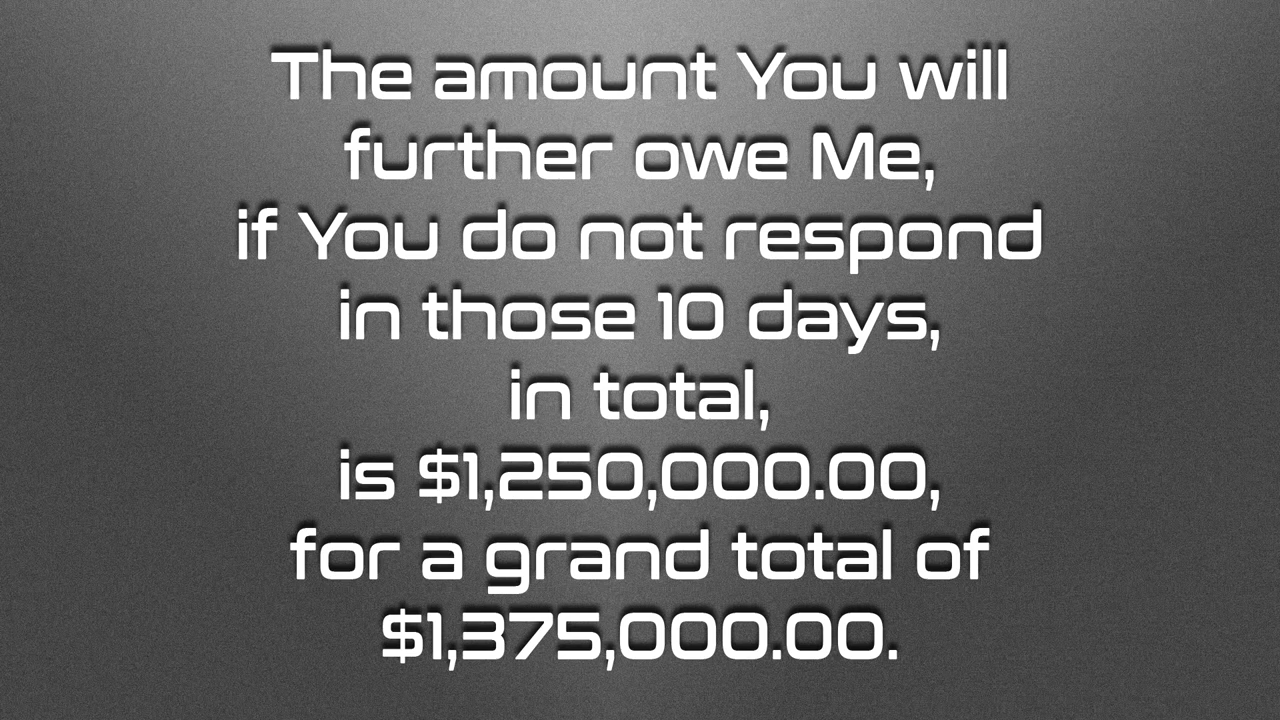 The amount You will
further owe Me,
if You do not respond
in those 10 days,
in total,
is $1,250,000.00,
for a grand total of
$1,375,000.00.